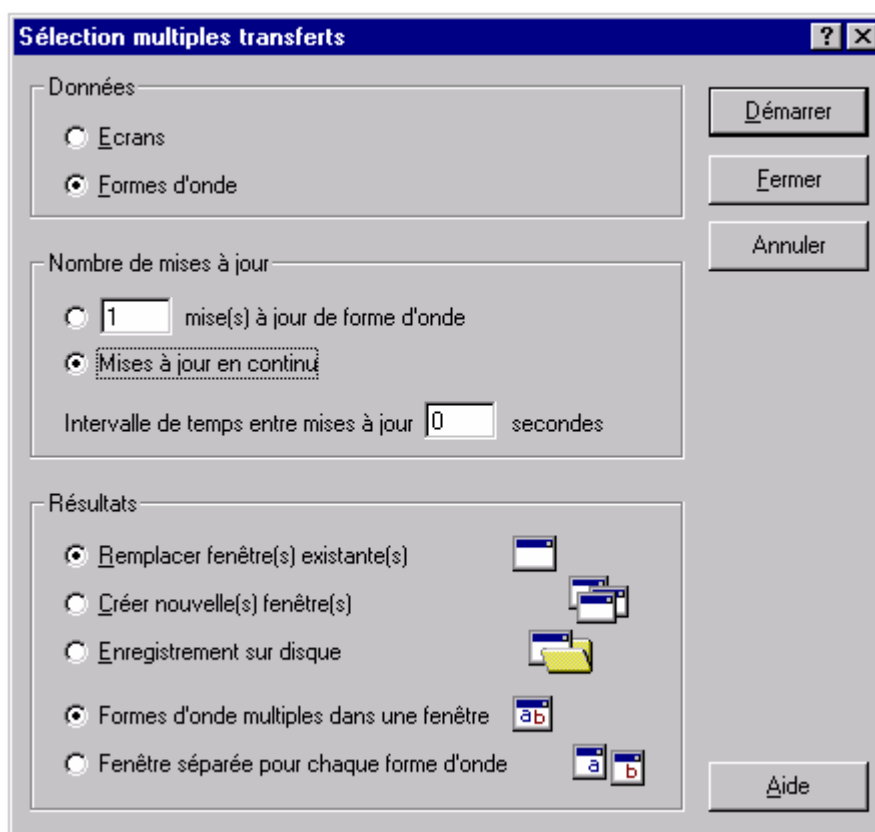 Sélection multiples transferts
Données
Ecrans
Formes d'onde
Démarrer
Fermer
Annuler
Nombre de mises à jour
1 mise(s) à jour de forme d'onde
Mises à jour en continu
Intervalle de temps entre mises à jour 0 secondes
Résultats
Remplacer fenêtre(s) existante(s)
Créer nouvelle(s) fenêtre(s)
Enregistrement sur disque
Formes d'onde multiples dans une fenêtre ab
Fenêtre séparée pour chaque forme d'onde a b
Aide